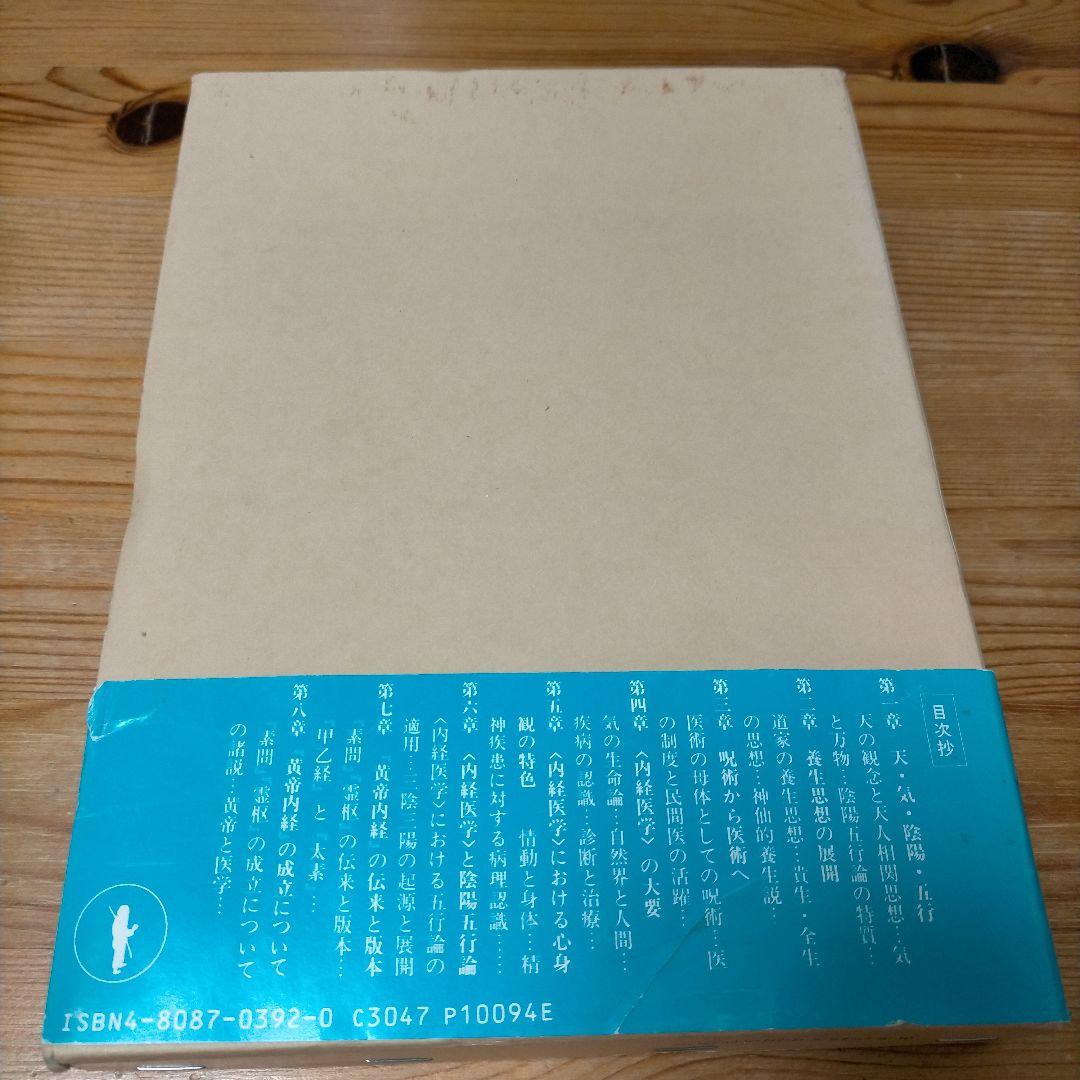 目次抄
第一章 天・気・陰陽・五行
天の観念と天人相関思想…気
と万物…陰陽五行論の特質…
第二章 養生思想の展開
道家の養生思想…貴生・全生
の思想…神仙的養生説
第三章 呪術から医術へ
医術の母体としての呪術…医
の制度と民間医の活躍…
第四章 〈内経医学〉の大要
気の生命論…自然界と人間…
疾病の認識…診断と治療…
第五章 〈内経医学〉における心身
観の特色 情動と身体…精
神疾患に対する病理認識……
第六章 〈内経医学〉と陰陽五行論
〈内経医学〉における五行論の
適用…三陰三陽の起源と展開
第七章 『黄帝内経』の伝来と版本
『素問』『霊枢』の伝来と版本…
『甲乙経』と『太素』…
第八章 『黄帝内経』の成立について
『素問』『霊枢』の成立について
の諸説…黄帝と医学…
ISBN4-8087-0392-0 C3047 P10094E